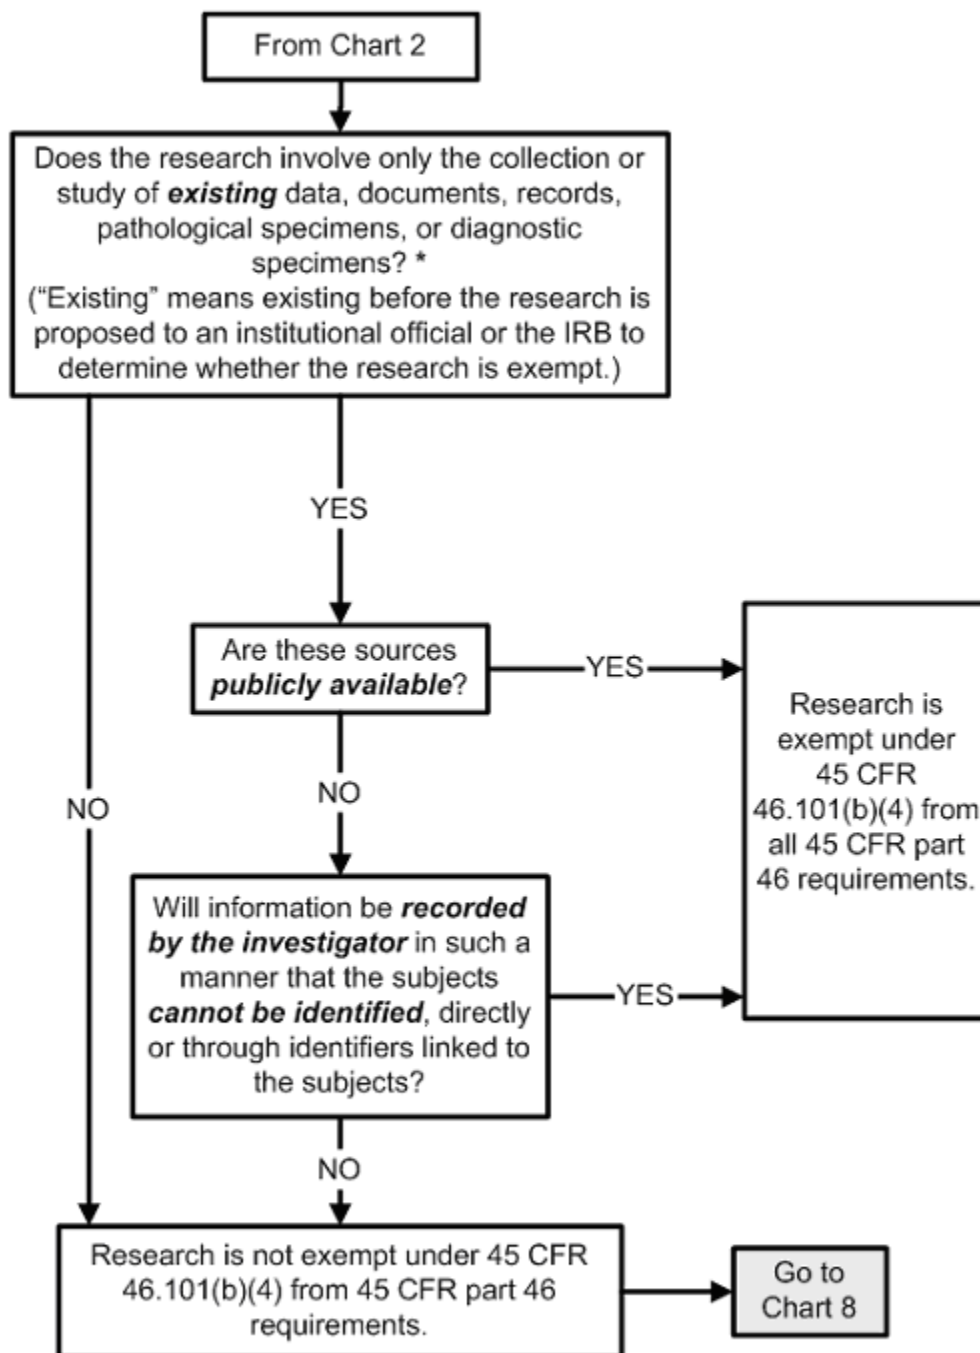 From Chart 2
Does the research involve only the collection or
study of existing data, documents, records,
pathological specimens, or diagnostic
specimens? *
(“Existing” means existing before the research is
proposed to an institutional official or the IRB to
determine whether the research is exempt.)
YES
Are these sources
publicly available?
YES
NO
NO
Research is
exempt under
45 CFR
46.101(b)(4) from
all 45 CFR part
46 requirements.
Will information be recorded
by the investigator in such a
manner that the subjects
cannot be identified, directly
or through identifiers linked to
the subjects?
YES
NO
Research is not exempt under 45 CFR
46.101(b)(4) from 45 CFR part 46
requirements.
Go to
Chart 8